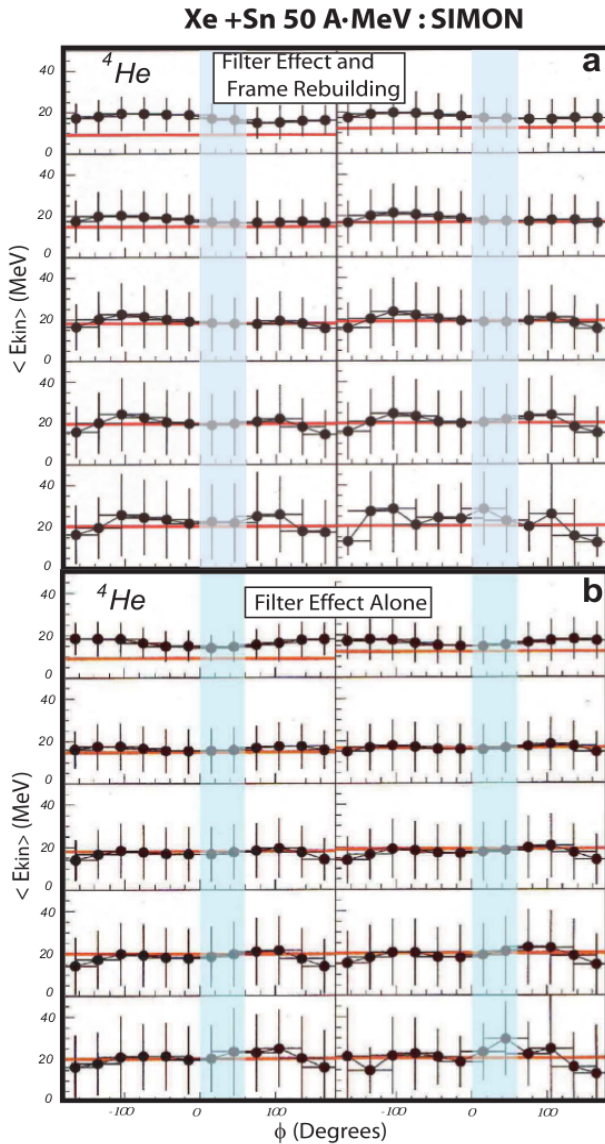 Xe +Sn 50 A·MeV : SIMON
a
⁴He
Filter Effect and
Frame Rebuilding
40
20
0
40
20
0
40
20
0
40
20
0
40
20
0
< Ekin> (MeV)
b
⁴He
Filter Effect Alone
40
20
0
40
20
0
40
20
0
40
20
0
40
20
0
< Ekin> (MeV)
-100 0 100 -100 0 100
ϕ (Degrees)